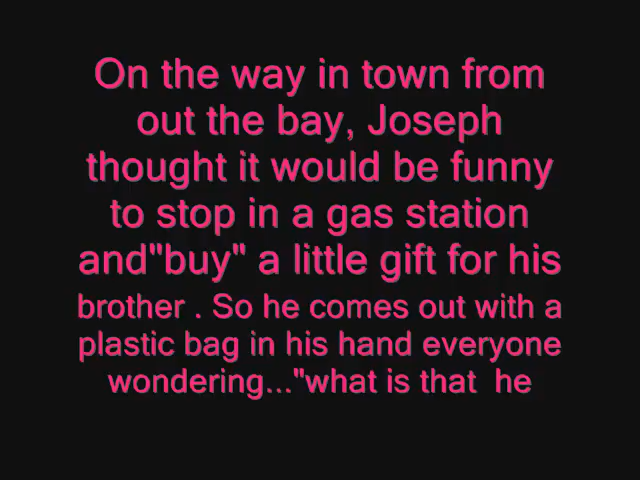 On the way in town from
out the bay, Joseph
thought it would be funny
to stop in a gas station
and"buy" a little gift for his
brother . So he comes out with a
plastic bag in his hand everyone
wondering..."what is that  he